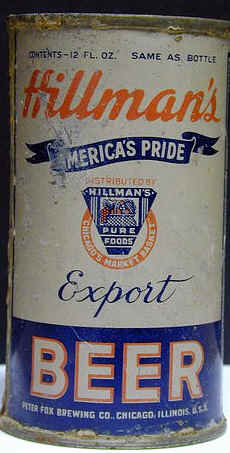 CONTENTS-12 FL. OZ. SAME AS BOTTLE
Hillman's
AMERICA'S PRIDE
DISTRIBUTED BY
HILLMAN'S
PURE
FOODS
CHICAGO'S MARKET BASKET
Export
BEER
PETER FOX BREWING CO. CHICAGO, ILLINOIS, U.S.A.